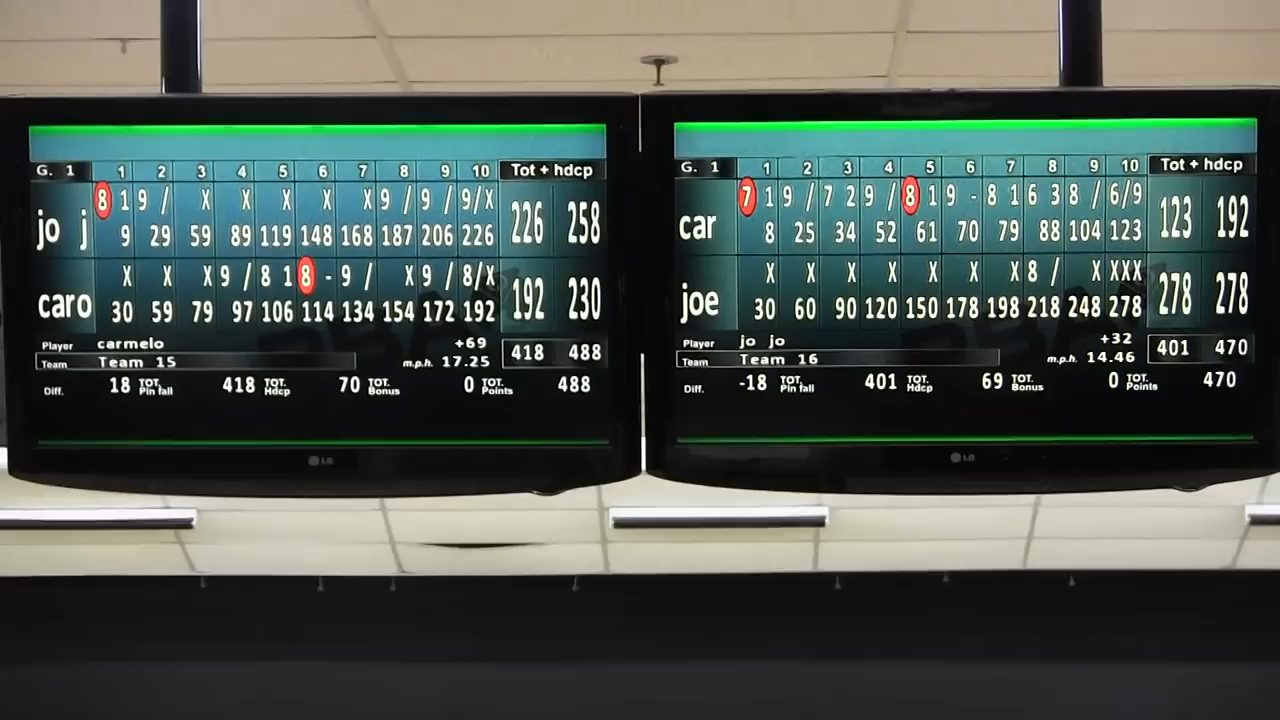 G. 1 1 2 3 4 5 6 7 8 9 10 Tot + hdcp
jo j 8 1 9 / X X X X X 9 / 9 / 9/X 226 258
9 29 59 89 119 148 168 187 206 226
caro X X X 9 / 8 1 8 - 9 / X 9 / 8/X 192 230
30 59 79 97 106 114 134 154 172 192
Player carmelo +69
Team Team 15 m.p.h. 17.25 418 488
Diff. 18 TOT. Pin fall 418 TOT. Hdcp 70 TOT. Bonus 0 TOT. Points 488
LG
G. 1 1 2 3 4 5 6 7 8 9 10 Tot + hdcp
car 7 1 9 / 7 2 9 / 8 1 9 - 8 1 6 3 8 / 6/9 123 192
8 25 34 52 61 70 79 88 104 123
joe X X X X X X X 8 / X XXX 278 278
30 60 90 120 150 178 198 218 248 278
Player jo jo +32
Team Team 16 m.p.h. 14.46 401 470
Diff. -18 TOT. Pin fall 401 TOT. Hdcp 69 TOT. Bonus 0 TOT. Points 470
LG